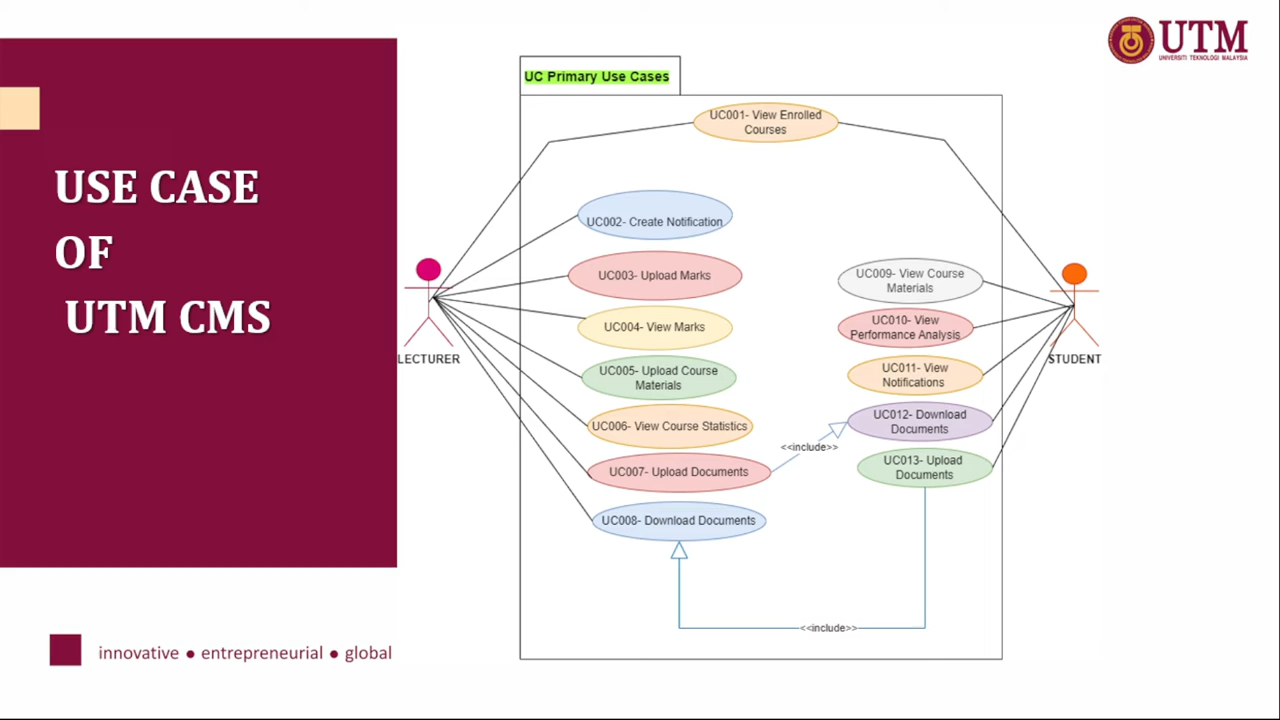 UTM
UNIVERSITI TEKNOLOGI MALAYSIA
USE CASE
OF
UTM CMS
innovative ● entrepreneurial ● global
UC Primary Use Cases
UC001- View Enrolled
Courses
UC002- Create Notification
UC003- Upload Marks
UC004- View Marks
UC005- Upload Course
Materials
UC006- View Course Statistics
UC007- Upload Documents
UC008- Download Documents
LECTURER
UC009- View Course
Materials
UC010- View
Performance Analysis
UC011- View
Notifications
UC012- Download
Documents
UC013- Upload
Documents
STUDENT
<<include>>
<<include>>